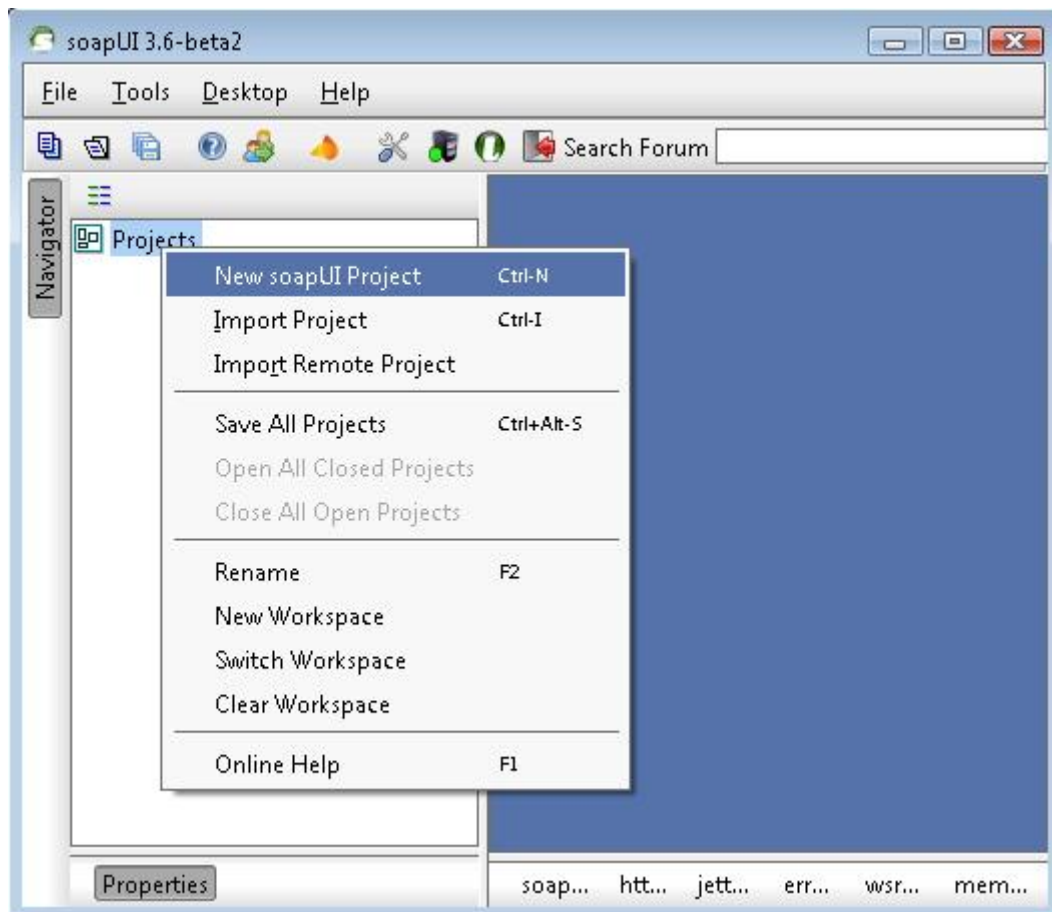 soapUI 3.6-beta2
File Tools Desktop Help
Search Forum
Navigator
Projects
New soapUI Project Ctrl-N
Import Project Ctrl-I
Import Remote Project
Save All Projects Ctrl+Alt-S
Open All Closed Projects
Close All Open Projects
Rename F2
New Workspace
Switch Workspace
Clear Workspace
Online Help F1
Properties
soap... htt... jett... err... wsr... mem...